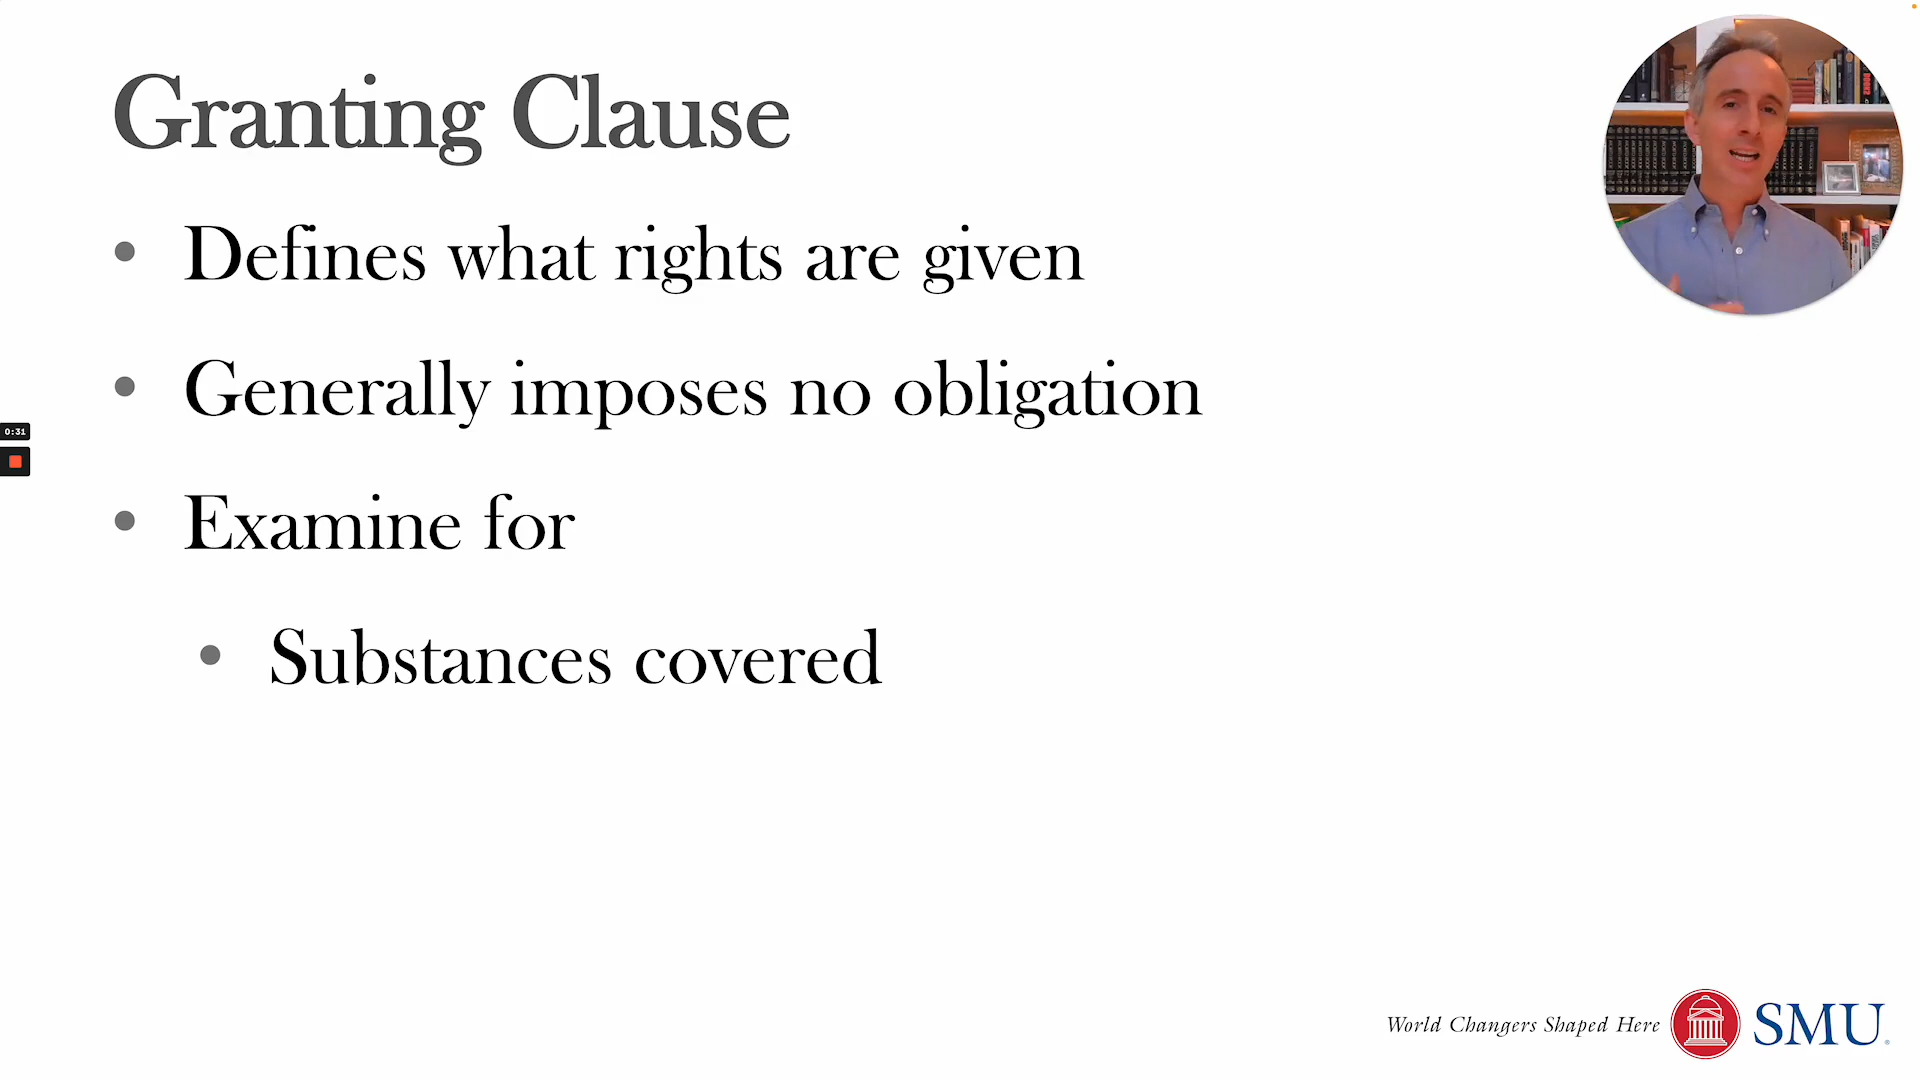 Granting Clause
Defines what rights are given
Generally imposes no obligation
0:31
Examine for
Substances covered
World Changers Shaped Here
SMU